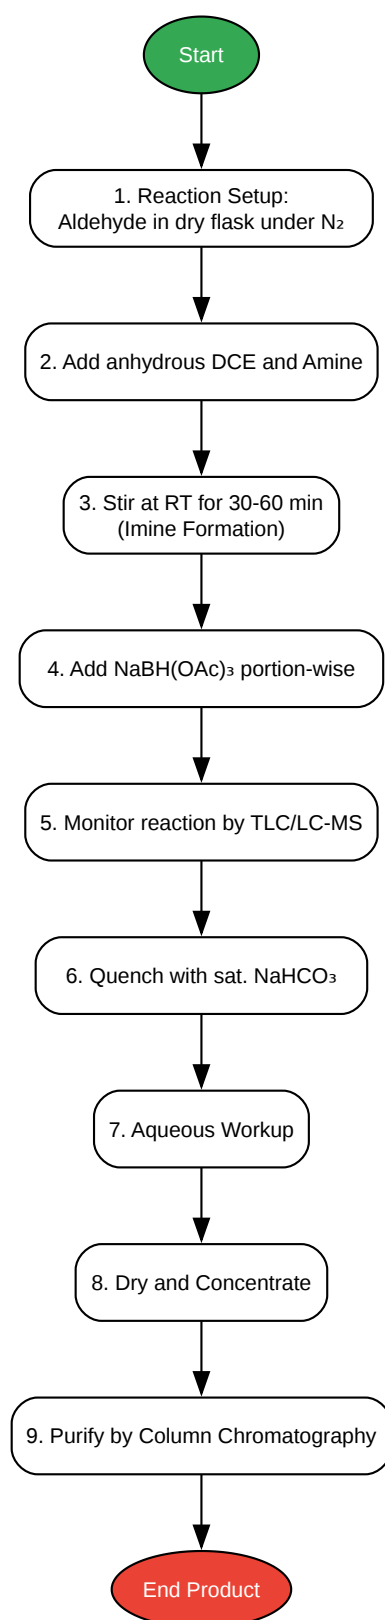 Start
1. Reaction Setup:
Aldehyde in dry flask under N₂
2. Add anhydrous DCE and Amine
3. Stir at RT for 30-60 min
(Imine Formation)
4. Add NaBH(OAc)₃ portion-wise
5. Monitor reaction by TLC/LC-MS
6. Quench with sat. NaHCO₃
7. Aqueous Workup
8. Dry and Concentrate
9. Purify by Column Chromatography
End Product